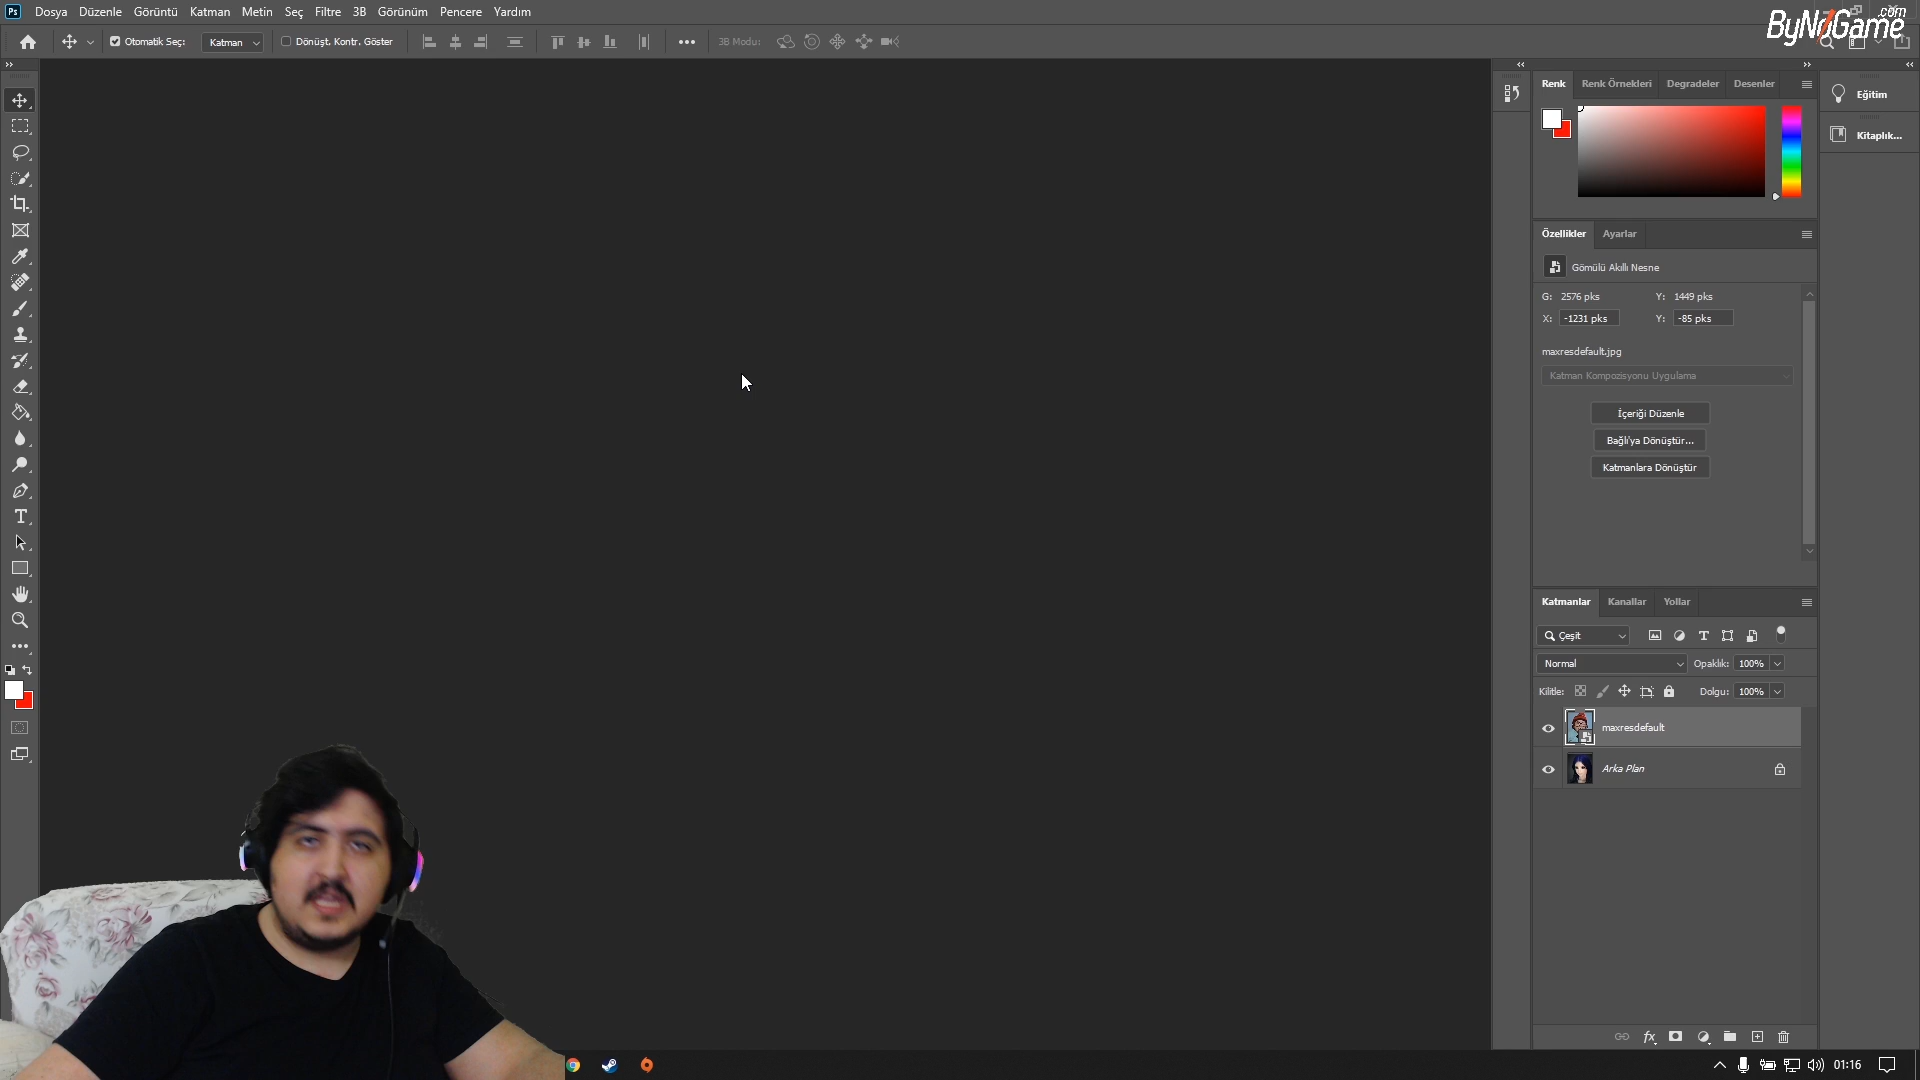 Ps Dosya Düzenle Görüntü Katman Metin Seç Filtre 3B Görünüm Pencere Yardım
ByNoGame.com
Otomatik Seç: Katman Dönüşt. Kontr. Göster 3B Modu:
Renk Renk Örnekleri Degradeler Desenler
Eğitim
Kitaplık...
Özellikler Ayarlar
Gömülü Akıllı Nesne
G: 2576 pks Y: 1449 pks
X: -1231 pks Y: -85 pks
maxresdefault.jpg
Katman Kompozisyonu Uygulama
İçeriği Düzenle
Bağlı'ya Dönüştür...
Katmanlara Dönüştür
Katmanlar Kanallar Yollar
Çeşit
Normal Opaklık: 100%
Kilitle: Dolgu: 100%
maxresdefault
Arka Plan
fx
01:16